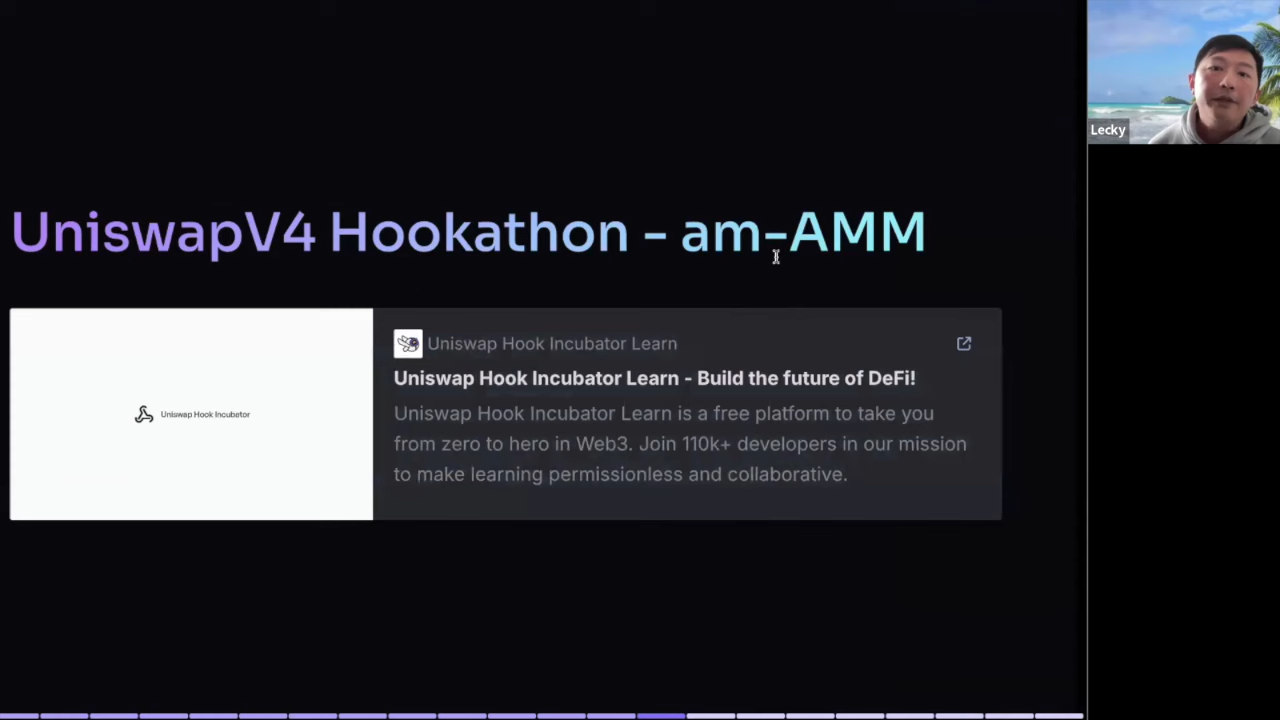 Lecky
UniswapV4 Hookathon - am-AMM
Uniswap Hook Incubator
Uniswap Hook Incubator Learn
Uniswap Hook Incubator Learn - Build the future of DeFi!
Uniswap Hook Incubator Learn is a free platform to take you
from zero to hero in Web3. Join 110k+ developers in our mission
to make learning permissionless and collaborative.